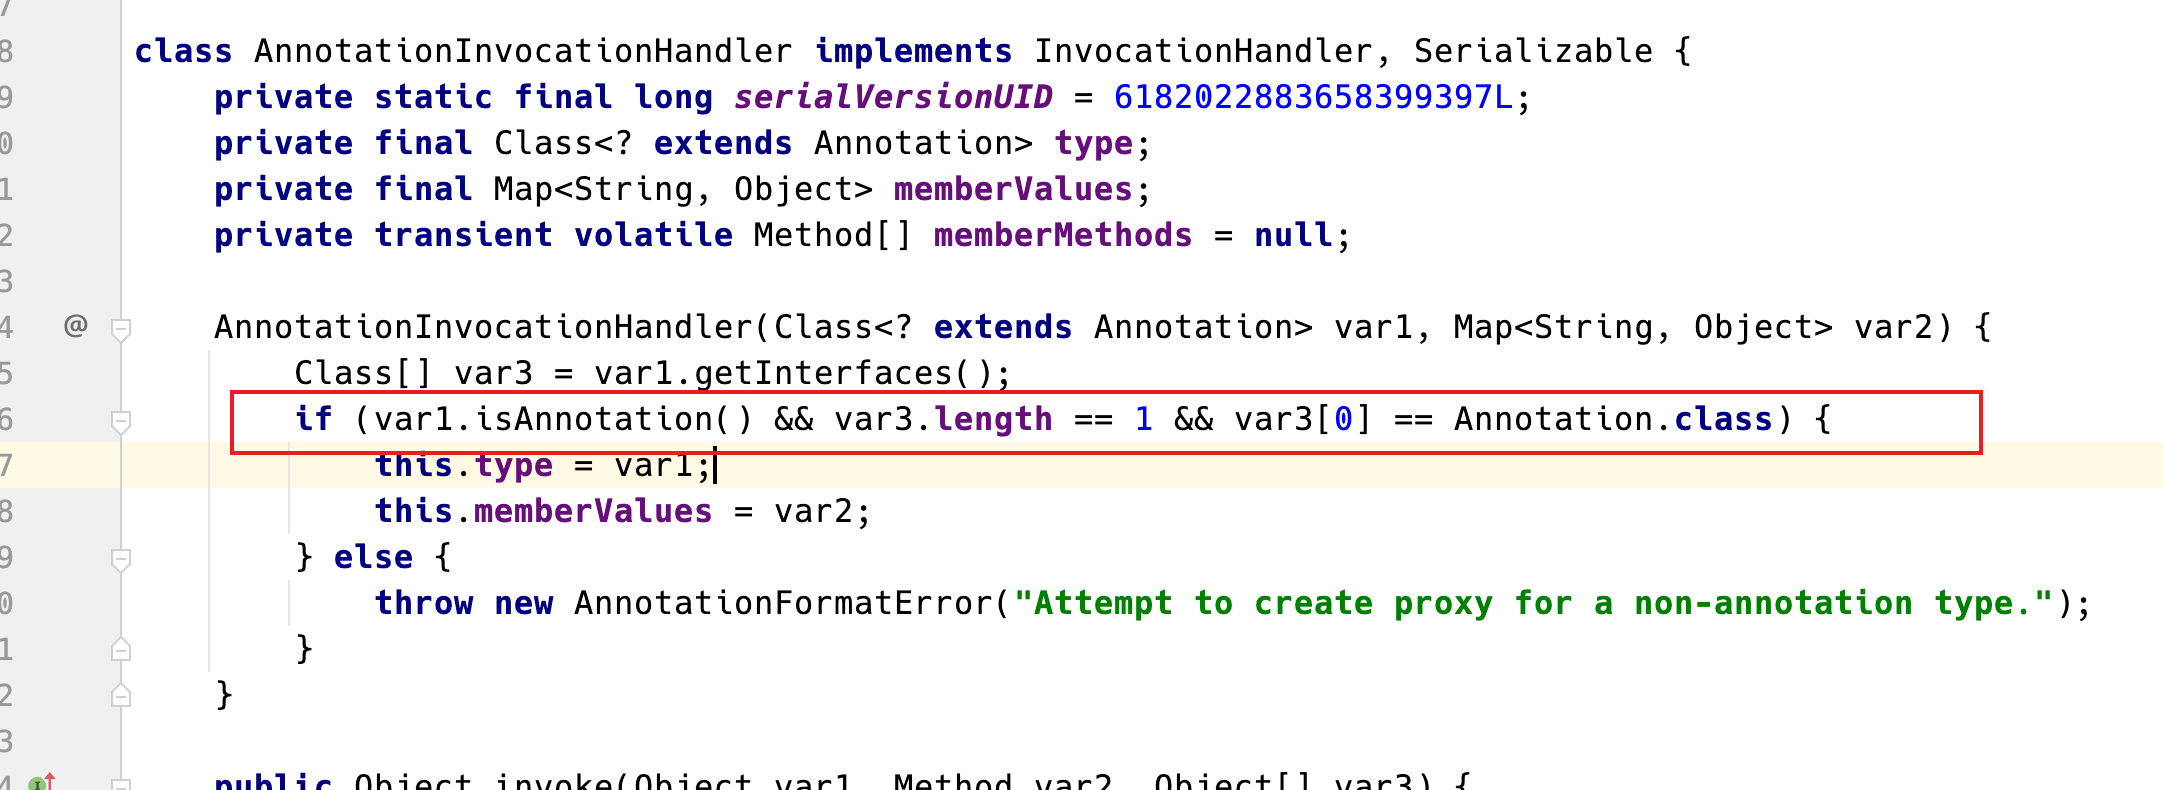 7
8 class AnnotationInvocationHandler implements InvocationHandler, Serializable {
9 private static final long serialVersionUID = 6182022883658399397L;
0 private final Class<? extends Annotation> type;
1 private final Map<String, Object> memberValues;
2 private transient volatile Method[] memberMethods = null;
3
4 @ AnnotationInvocationHandler(Class<? extends Annotation> var1, Map<String, Object> var2) {
5 Class[] var3 = var1.getInterfaces();
6 if (var1.isAnnotation() && var3.length == 1 && var3[0] == Annotation.class) {
7 this.type = var1;
8 this.memberValues = var2;
9 } else {
0 throw new AnnotationFormatError("Attempt to create proxy for a non-annotation type.");
1 }
2 }
3
4 public Object invoke(Object var1, Method var2, Object[] var3) {